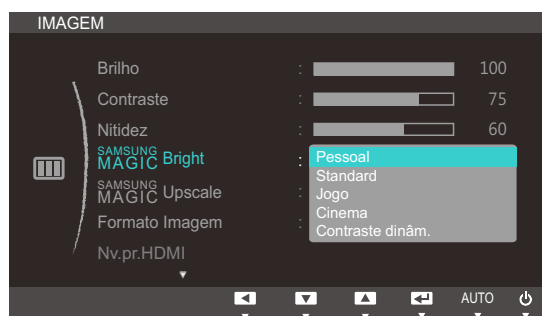 IMAGEM
Brilho : 100
Contraste : 75
Nitidez : 60
SAMSUNG MAGIC Bright : Pessoal
Standard
SAMSUNG MAGIC Upscale : Jogo
Cinema
Formato Imagem : Contraste dinâm.
Nv.pr.HDMI
AUTO